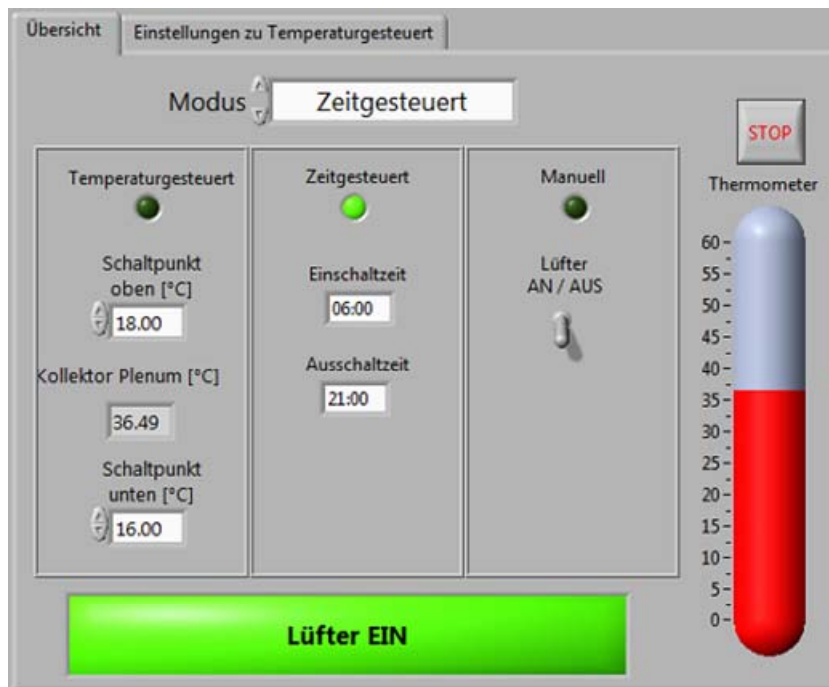 Übersicht
Einstellungen zu Temperaturgesteuert
Modus
Zeitgesteuert
STOP
Temperaturgesteuert
Schaltpunkt
oben [°C]
18.00
Kollektor Plenum [°C]
36.49
Schaltpunkt
unten [°C]
16.00
Zeitgesteuert
Einschaltzeit
06:00
Ausschaltzeit
21:00
Manuell
Lüfter
AN / AUS
Thermometer
60
55
50
45
40
35
30
25
20
15
10
5
0
Lüfter EIN